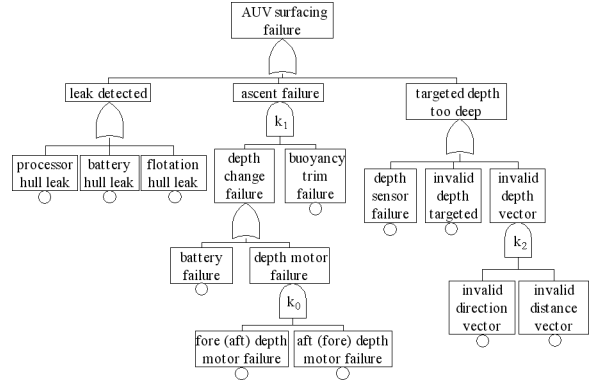 AUV surfacing
failure
leak detected
ascent failure
targeted depth
too deep
k1
processor
hull leak
battery
hull leak
flotation
hull leak
depth
change
failure
buoyancy
trim
failure
depth
sensor
failure
invalid
depth
targeted
invalid
depth
vector
k2
battery
failure
depth motor
failure
k0
invalid
direction
vector
invalid
distance
vector
fore (aft) depth
motor failure
aft (fore) depth
motor failure